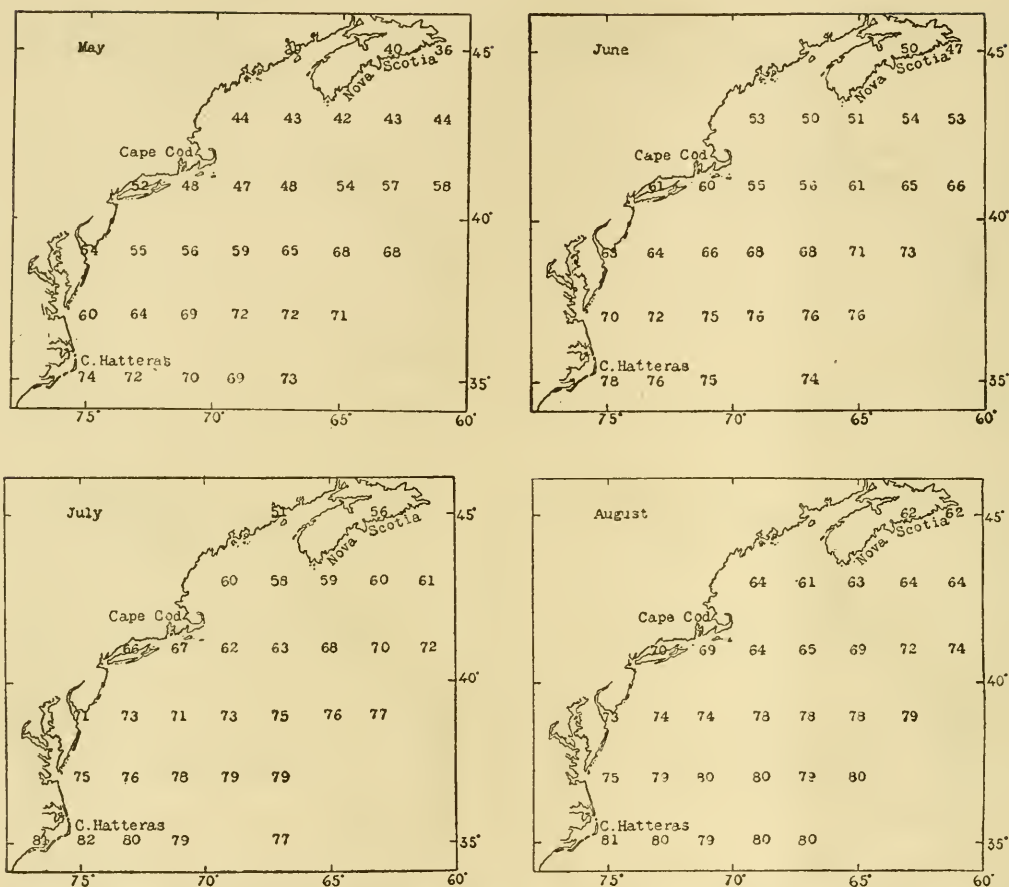 May
40 36 45°
Nova Scotia
44 43 42 43 44
Cape Cod
52 48 47 48 54 57 58
40°
54 55 56 59 65 68 68
60 64 69 72 72 71
C.Hatteras
74 72 70 69 73 35°
75° 70° 65° 60°
June
50 47 45°
Nova Scotia
53 50 51 54 53
Cape Cod
61 60 55 56 61 65 66
40°
63 64 66 68 68 71 73
70 72 75 76 76 76
C.Hatteras
78 76 75 74 35°
75° 70° 65° 60°
July
51 56 45°
Nova Scotia
60 58 59 60 61
Cape Cod
66 67 62 63 68 70 72
40°
71 73 71 73 75 76 77
75 76 78 79 79
C.Hatteras
81 82 80 79 77 35°
75° 70° 65° 60°
August
62 62 45°
Nova Scotia
64 61 63 64 64
Cape Cod
70 69 64 65 69 72 74
40°
73 74 74 78 78 78 79
75 79 80 80 79 80
C.Hatteras
81 80 79 80 80 35°
75° 70° 65° 60°